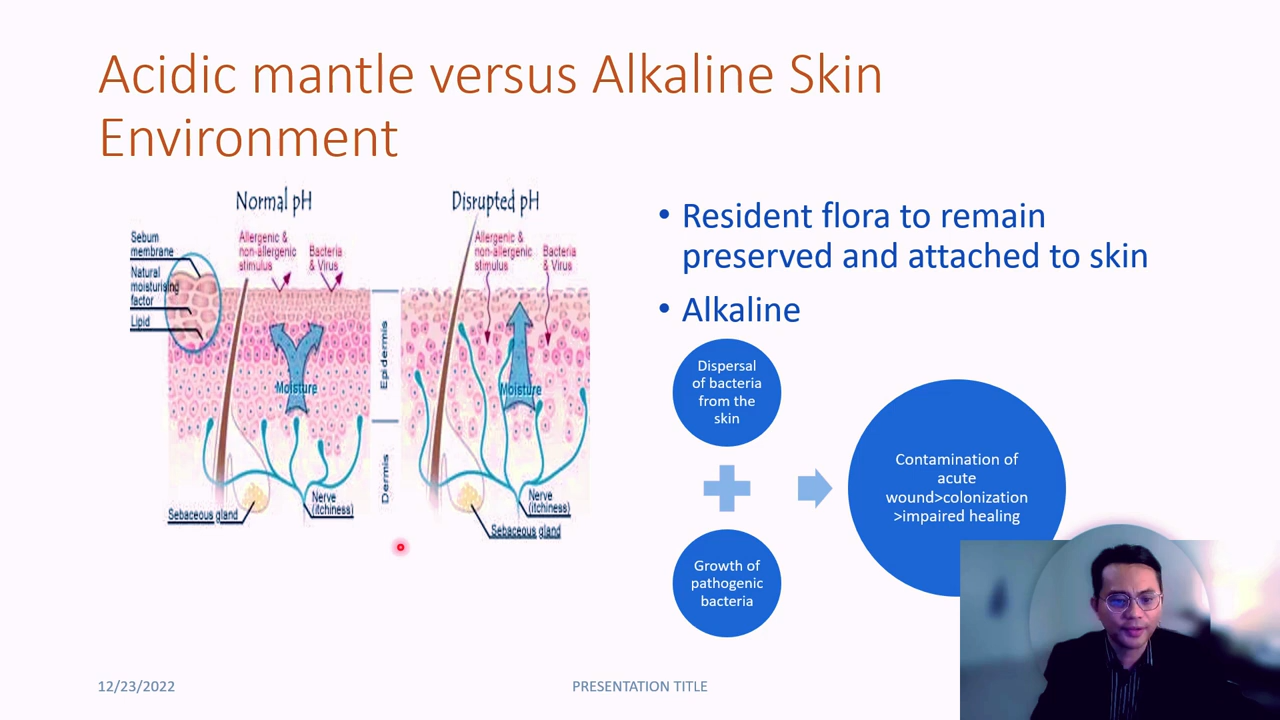 Acidic mantle versus Alkaline Skin
Environment
Normal pH
Sebum
membrane
Natural
moisturising
factor
Lipid
Allergenic &
non-allergenic
stimulus
Bacteria
& Virus
Moisture
Nerve
(itchiness)
Sebaceous gland
Epidermis
Dermis
Disrupted pH
Allergenic &
non-allergenic
stimulus
Bacteria
& Virus
Moisture
Nerve
(itchiness)
Sebaceous gland
• Resident flora to remain
preserved and attached to skin
• Alkaline
Dispersal
of bacteria
from the
skin
Growth of
pathogenic
bacteria
Contamination of
acute
wound>colonization
>impaired healing
12/23/2022
PRESENTATION TITLE